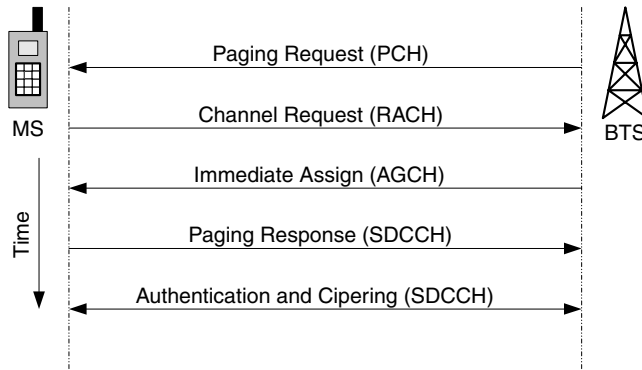 Paging Request (PCH)
Channel Request (RACH)
MS
BTS
Immediate Assign (AGCH)
Time
Paging Response (SDCCH)
Authentication and Cipering (SDCCH)